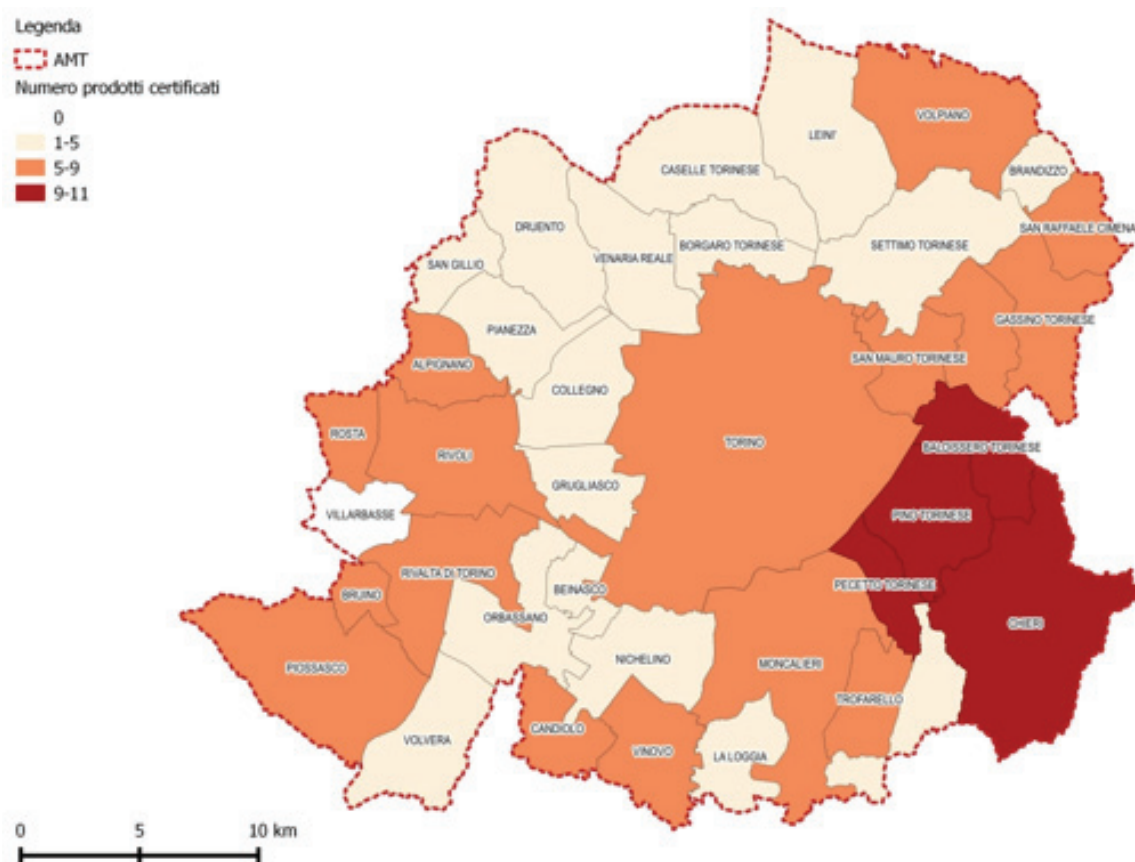 Legenda
AMT
Numero prodotti certificati
0
1-5
5-9
9-11
VOLPIANO
LEINI'
BRANDIZZO
CASELLE TORINESE
SAN RAFFAELE CIMENA
DRUENTO
SETTIMO TORINESE
BORGARO TORINESE
VENARIA REALE
SAN GILLIO
GASSINO TORINESE
PIANEZZA
SAN MAURO TORINESE
ALPIGNANO
COLLEGNO
ROSTA
TORINO
BALDISSERO TORINESE
RIVOLI
GRUGLIASCO
VILLARBASSE
PINO TORINESE
RIVALTA DI TORINO
PECETTO TORINESE
BEINASCO
BRUINO
ORBASSANO
CHIERI
NICHELINO
MONCALIERI
PIOSSASCO
TROFARELLO
CANDIOLO
VOLVERA
VINOVO
LA LOGGIA
0 5 10 km